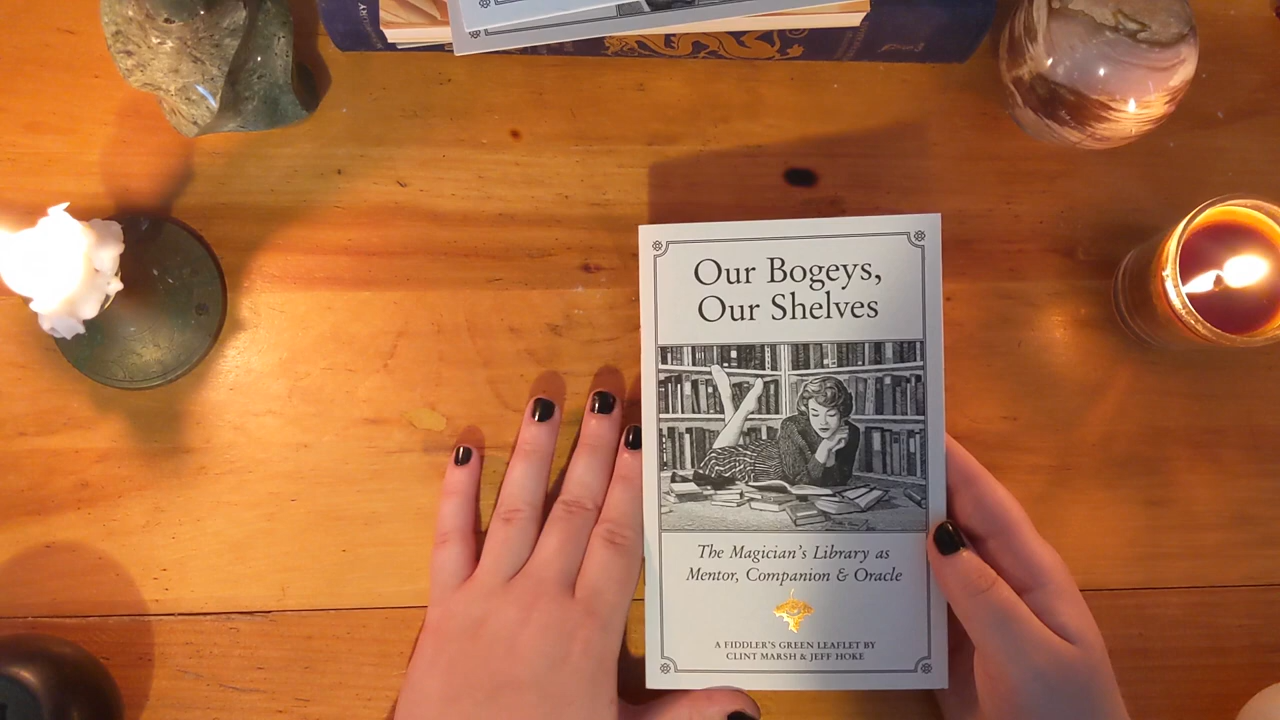 Our Bogeys,
Our Shelves
The Magician's Library as
Mentor, Companion & Oracle
A FIDDLER'S GREEN LEAFLET BY
CLINT MARSH & JEFF HOKE